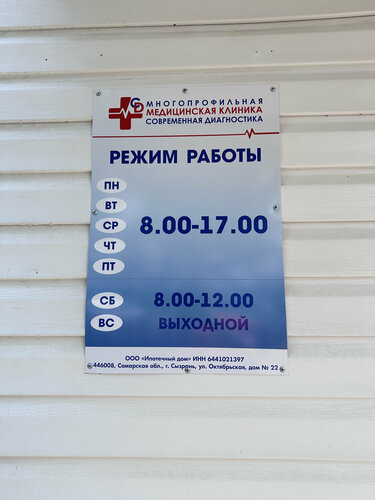 СD
МНОГОПРОФИЛЬНАЯ
МЕДИЦИНСКАЯ КЛИНИКА
СОВРЕМЕННАЯ ДИАГНОСТИКА
РЕЖИМ РАБОТЫ
ПН
ВТ
СР 8.00-17.00
ЧТ
ПТ
СБ 8.00-12.00
ВС ВЫХОДНОЙ
ООО «Ипотечный дом» ИНН 6441021397
446008, Самарская обл., г. Сызрань, ул. Октябрьская, дом № 22